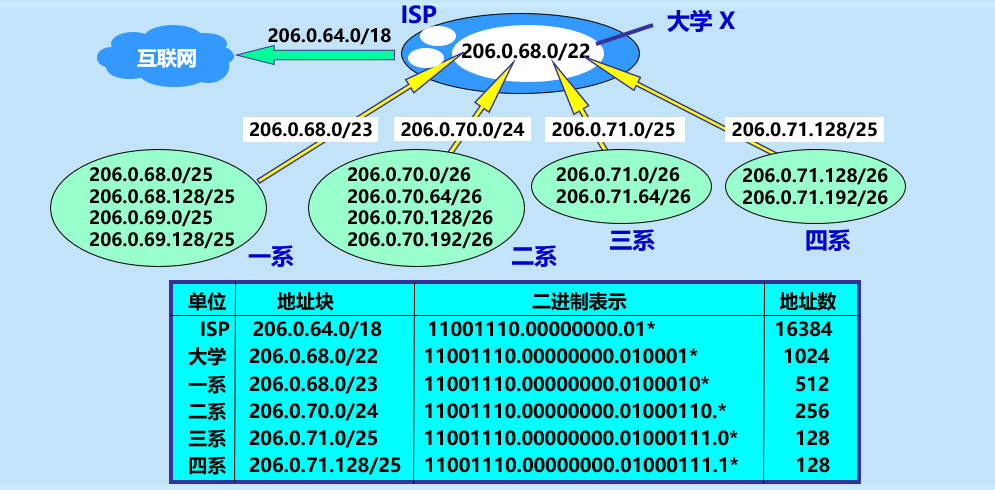 ISP
大学 X
206.0.64.0/18
互联网
206.0.68.0/22
206.0.68.0/23
206.0.70.0/24
206.0.71.0/25
206.0.71.128/25
206.0.68.0/25
206.0.68.128/25
206.0.69.0/25
206.0.69.128/25
一系
206.0.70.0/26
206.0.70.64/26
206.0.70.128/26
206.0.70.192/26
二系
206.0.71.0/26
206.0.71.64/26
三系
206.0.71.128/26
206.0.71.192/26
四系
单位 地址块 二进制表示 地址数
ISP 206.0.64.0/18 11001110.00000000.01* 16384
大学 206.0.68.0/22 11001110.00000000.010001* 1024
一系 206.0.68.0/23 11001110.00000000.0100010* 512
二系 206.0.70.0/24 11001110.00000000.01000110.* 256
三系 206.0.71.0/25 11001110.00000000.01000111.0* 128
四系 206.0.71.128/25 11001110.00000000.01000111.1* 128